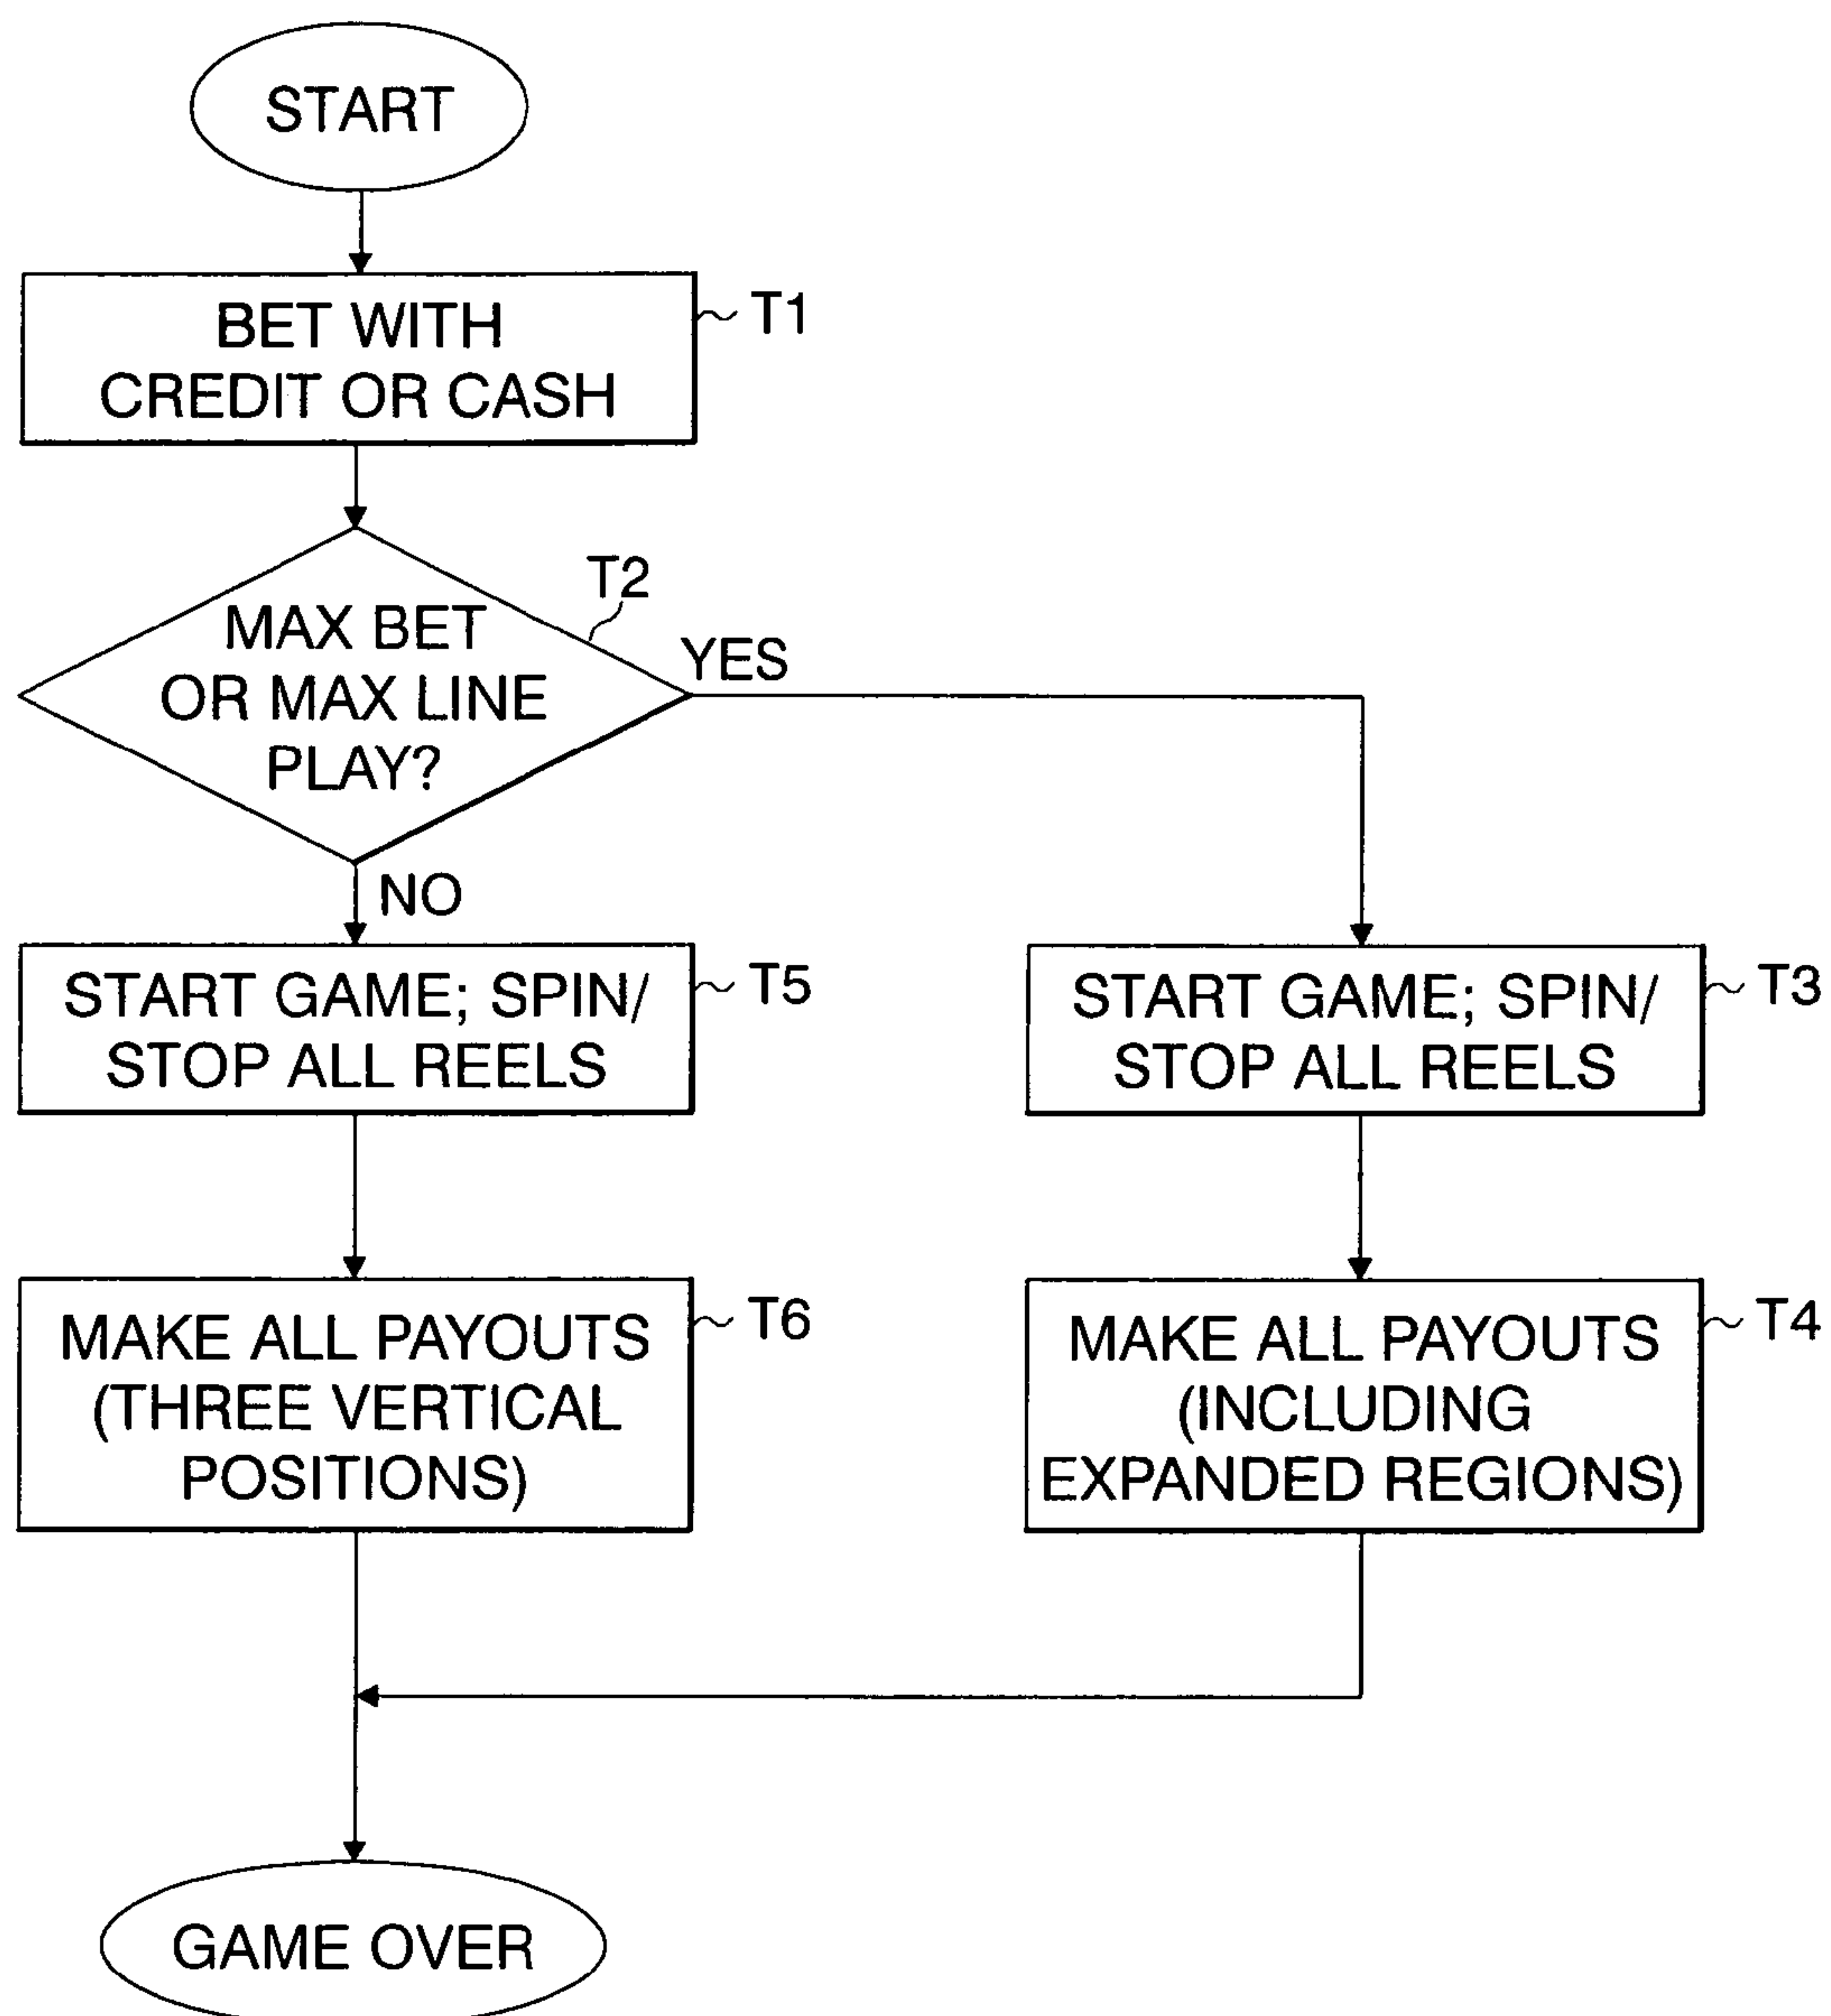 START
BET WITH
CREDIT OR CASH
T1
T2
MAX BET
OR MAX LINE
PLAY?
YES
NO
START GAME; SPIN/
STOP ALL REELS
T5
START GAME; SPIN/
STOP ALL REELS
T3
MAKE ALL PAYOUTS
(THREE VERTICAL
POSITIONS)
T6
MAKE ALL PAYOUTS
(INCLUDING
EXPANDED REGIONS)
T4
GAME OVER